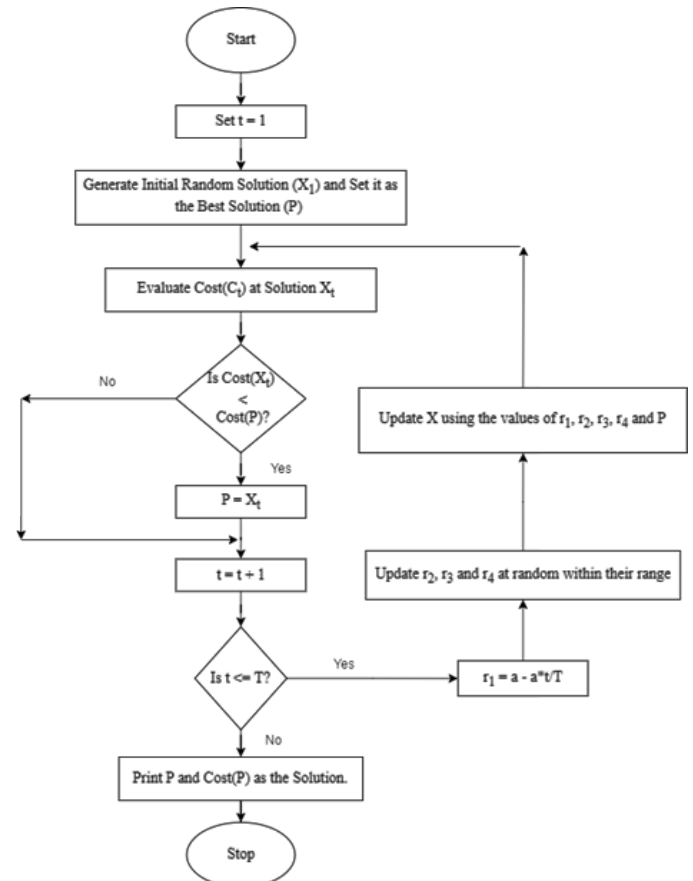 Start
Set t = 1
Generate Initial Random Solution (X₁) and Set it as
the Best Solution (P)
Evaluate Cost(Cₜ) at Solution Xₜ
Is Cost(Xₜ)
<
Cost(P)?
No
Yes
P = Xₜ
t = t + 1
Is t <= T?
Yes
No
r₁ = a - a*t/T
Update r₂, r₃ and r₄ at random within their range
Update X using the values of r₁, r₂, r₃, r₄ and P
Print P and Cost(P) as the Solution.
Stop